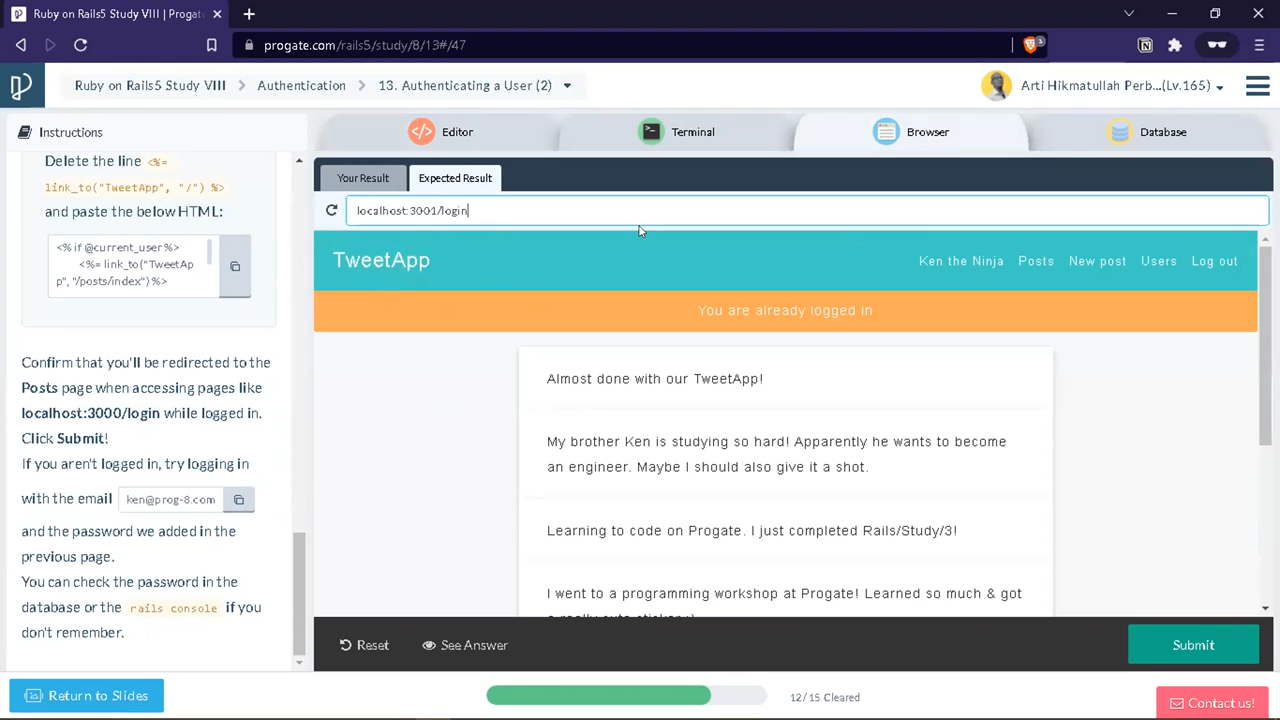 Ruby on Rails5 Study VIII | Progate
progate.com/rails5/study/8/13#/47
3
Ruby on Rails5 Study VIII
Authentication
13. Authenticating a User (2)
Arti Hikmatullah Perb...(Lv.165)
Instructions
Editor
Terminal
Browser
Database
Delete the line <%=
link_to("TweetApp", "/") %>
and paste the below HTML:
<% if @current_user %>
<%= link_to("TweetAp
p", "/posts/index") %>
Confirm that you'll be redirected to the
Posts page when accessing pages like
localhost:3000/login while logged in.
Click Submit!
If you aren't logged in, try logging in
with the email ken@prog-8.com
and the password we added in the
previous page.
You can check the password in the
database or the rails console if you
don't remember.
Your Result
Expected Result
localhost:3001/login
TweetApp
Ken the Ninja
Posts
New post
Users
Log out
You are already logged in
Almost done with our TweetApp!
My brother Ken is studying so hard! Apparently he wants to become
an engineer. Maybe I should also give it a shot.
Learning to code on Progate. I just completed Rails/Study/3!
I went to a programming workshop at Progate! Learned so much & got
a really cute sticker :)
Reset
See Answer
Submit
Return to Slides
12/15 Cleared
Contact us!